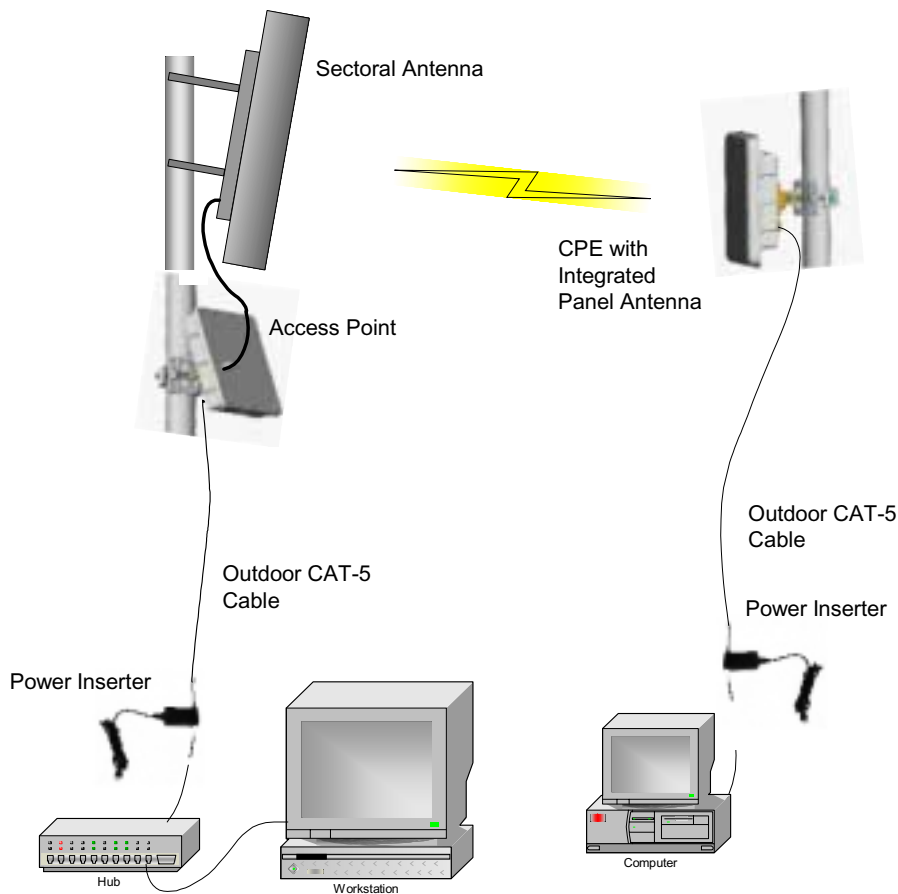 Sectoral Antenna
CPE with
Integrated
Panel Antenna
Access Point
Outdoor CAT-5
Cable
Outdoor CAT-5
Cable
Power Inserter
Power Inserter
Hub
Workstation
Computer